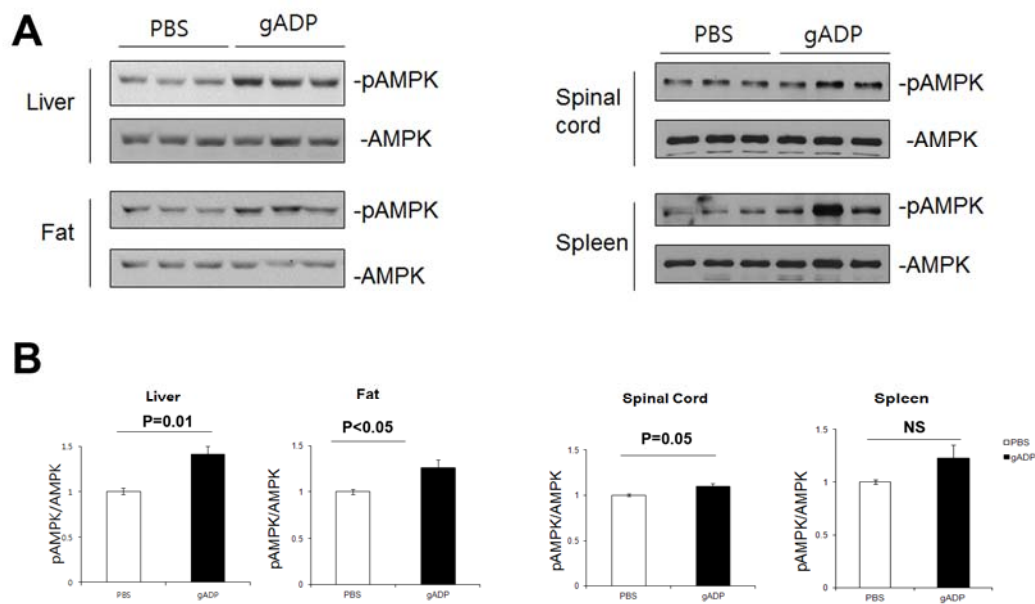 A
PBS gADP
Liver
-pAMPK
-AMPK
Fat
-pAMPK
-AMPK
PBS gADP
Spinal
cord
-pAMPK
-AMPK
Spleen
-pAMPK
-AMPK
B
Liver
P=0.01
pAMPK/AMPK
1.5
1
0.5
0
PBS gADP
Fat
P<0.05
pAMPK/AMPK
1.5
1
0.5
0
PBS gADP
Spinal Cord
P=0.05
pAMPK/AMPK
1.5
1
0.5
0
PBS gADP
Spleen
NS
pAMPK/AMPK
1.5
1
0.5
0
PBS gADP
PBS
gADP